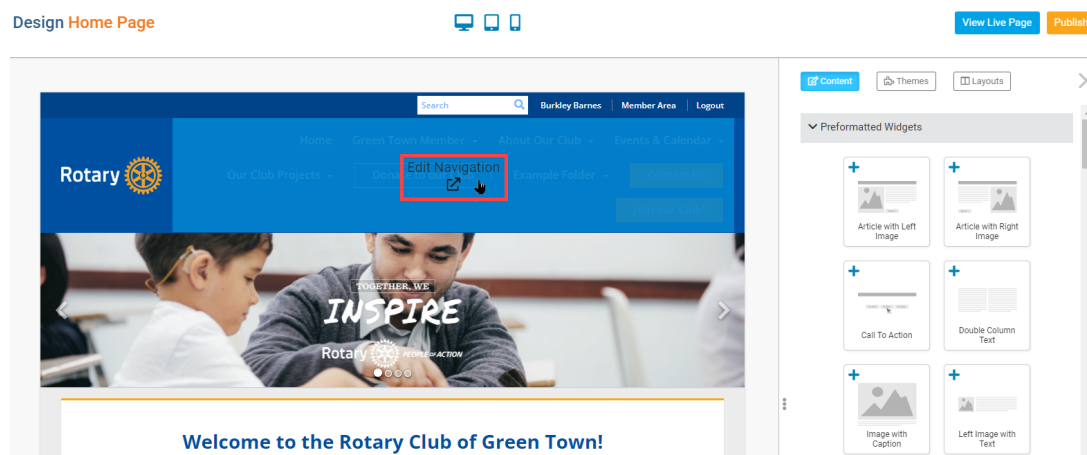 Design Home Page
View Live Page
Publish
Content
Themes
Layouts
Search
Burkley Barnes
Member Area
Logout
Preformatted Widgets
Home
Green Town Member
About Our Club
Events & Calendar
Edit Navigation
Rotary
Our Club Projects
Example Folder
Join our Club!
Article with Left
Image
Article with Right
Image
TOGETHER, WE
INSPIRE
Rotary
PEOPLE OF ACTION
Call To Action
Double Column
Text
Image with
Caption
Left Image with
Text
Welcome to the Rotary Club of Green Town!